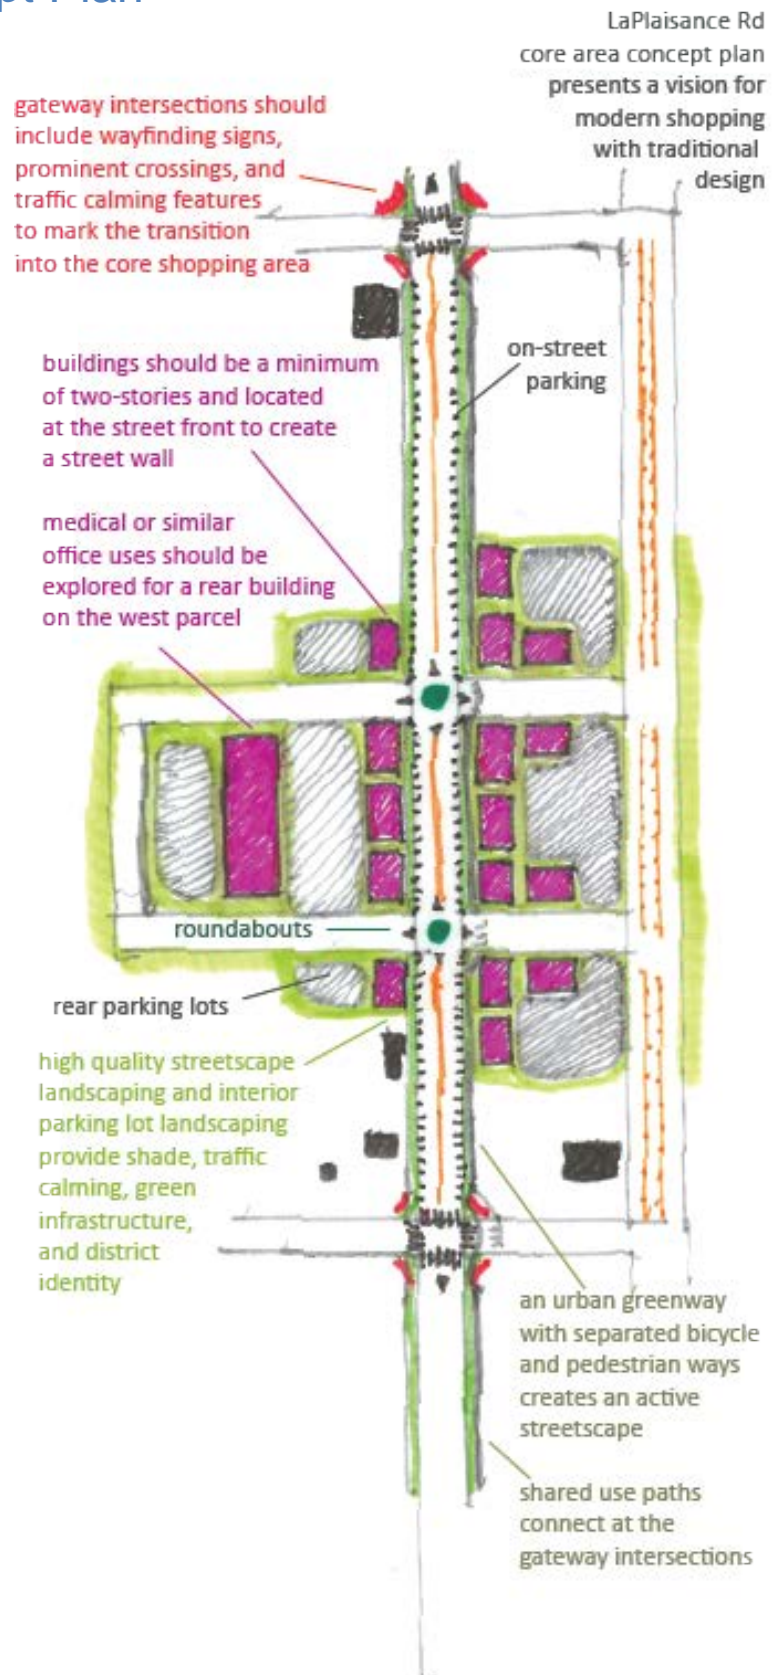 LaPlaisance Rd
core area concept plan
presents a vision for
modern shopping
with traditional
design
gateway intersections should
include wayfinding signs,
prominent crossings, and
traffic calming features
to mark the transition
into the core shopping area
on-street
parking
buildings should be a minimum
of two-stories and located
at the street front to create
a street wall
medical or similar
office uses should be
explored for a rear building
on the west parcel
roundabouts
rear parking lots
high quality streetscape
landscaping and interior
parking lot landscaping
provide shade, traffic
calming, green
infrastructure,
and district
identity
an urban greenway
with separated bicycle
and pedestrian ways
creates an active
streetscape
shared use paths
connect at the
gateway intersections